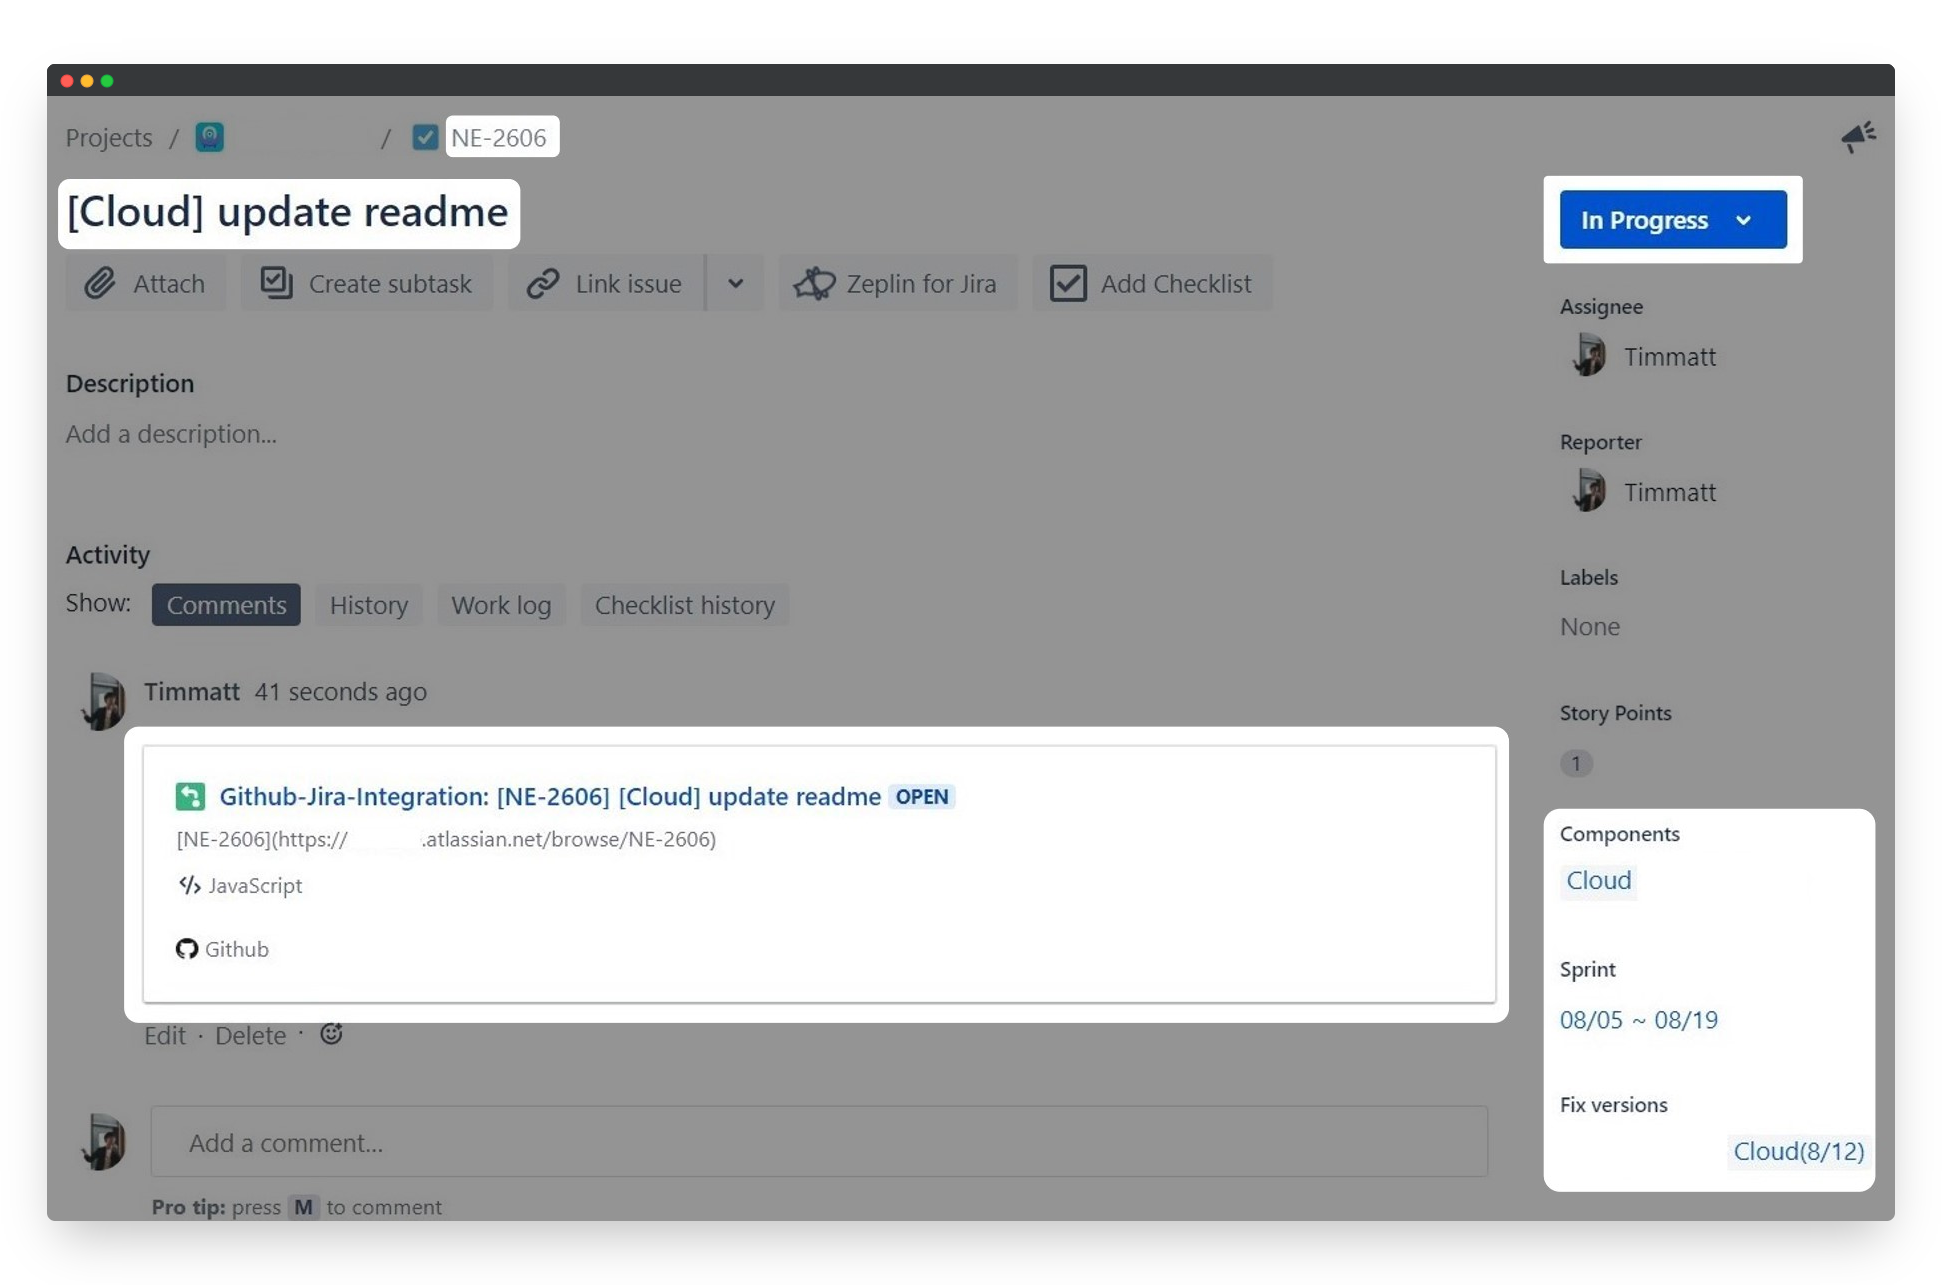 Projects / / NE-2606
[Cloud] update readme
Attach Create subtask Link issue Zeplin for Jira Add Checklist
Description
Add a description...
Activity
Show: Comments History Work log Checklist history
Timmatt 41 seconds ago
Github-Jira-Integration: [NE-2606] [Cloud] update readme OPEN
[NE-2606](https:// .atlassian.net/browse/NE-2606)
</> JavaScript
Github
Edit · Delete ·
Add a comment...
Pro tip: press M to comment
In Progress
Assignee
Timmatt
Reporter
Timmatt
Labels
None
Story Points
1
Components
Cloud
Sprint
08/05 ~ 08/19
Fix versions
Cloud(8/12)